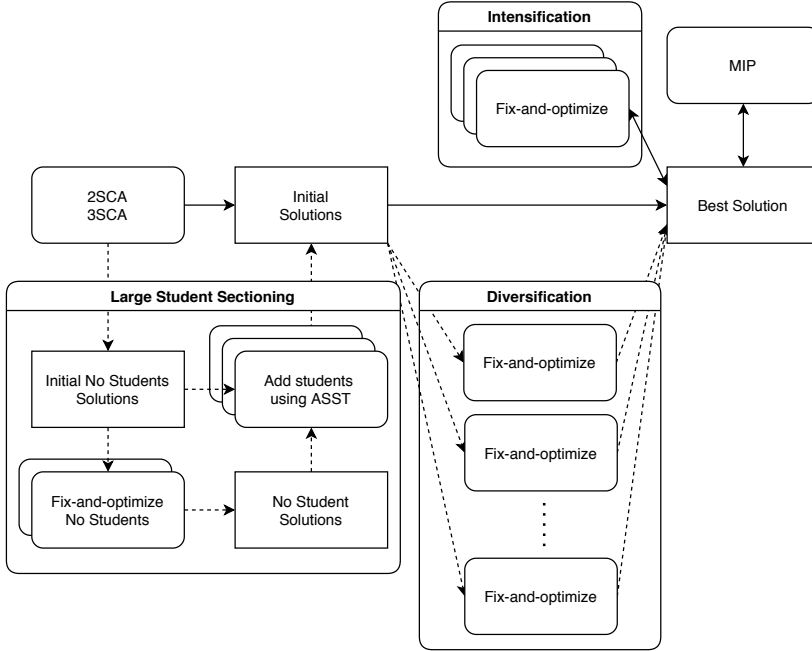 Intensification
Fix-and-optimize
MIP
2SCA
3SCA
Initial
Solutions
Best Solution
Large Student Sectioning
Initial No Students
Solutions
Add students
using ASST
Fix-and-optimize
No Students
No Student
Solutions
Diversification
Fix-and-optimize
Fix-and-optimize
Fix-and-optimize